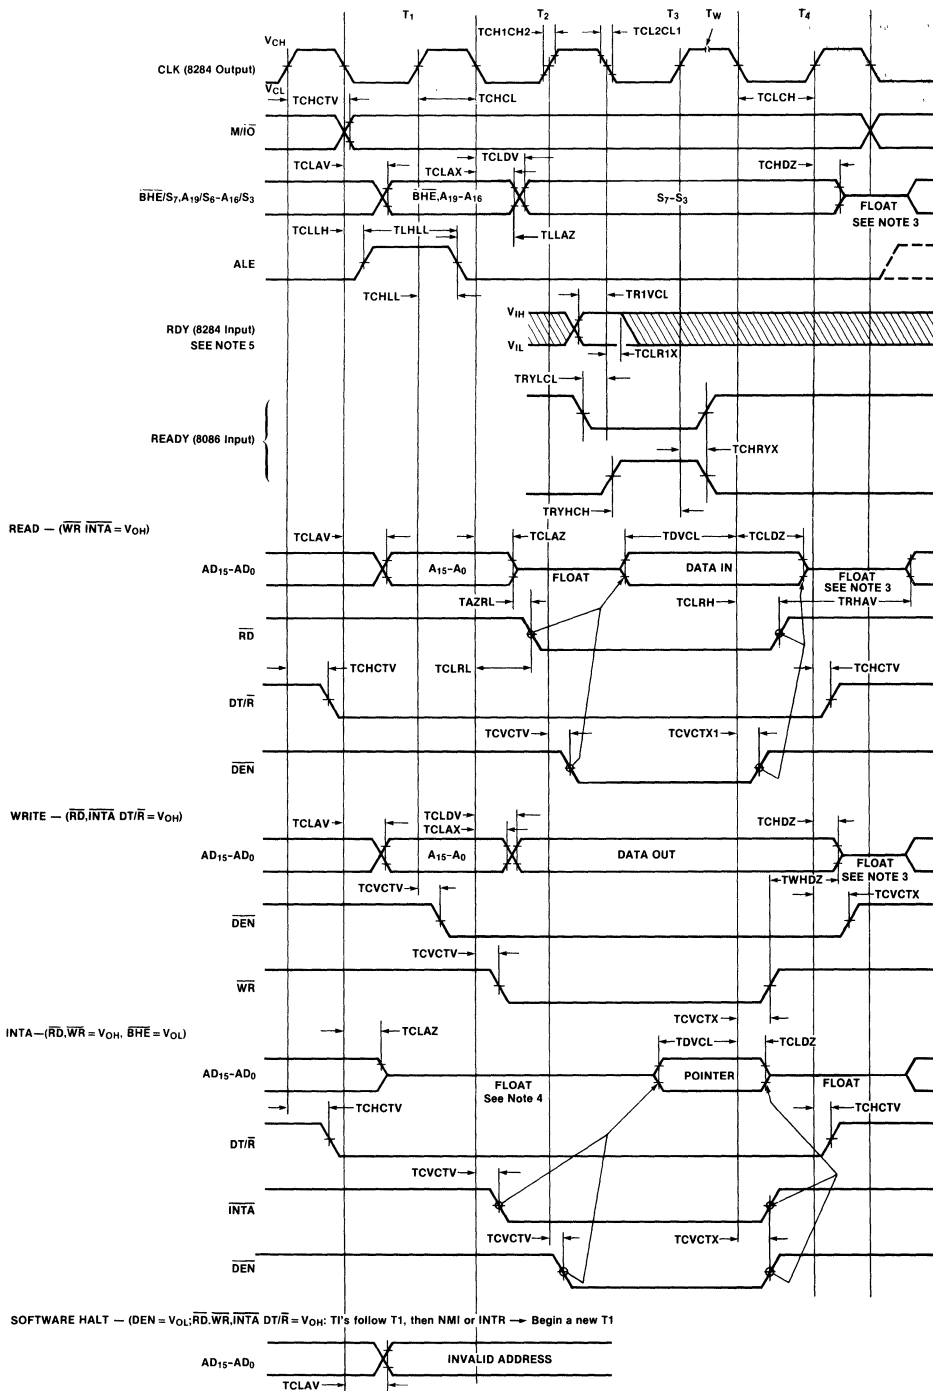 T1 T2 T3 TW T4
TCH1CH2 TCL2CL1
VCH
CLK (8284 Output)
VCL
TCHCTV TCHCL TCLCH
M/IO
TCLDV
TCLAV TCLAX TCHDZ
BHE/S7,A19/S6–A16/S3 BHE,A19–A16 S7–S3
FLOAT
SEE NOTE 3
TCLLH TLHLL TLLAZ
ALE
TCHLL TR1VCL
VIH
RDY (8284 Input)
SEE NOTE 5
VIL
TCLR1X
TRYLCL
READY (8086 Input)
TCHRYX
TRYHCH
READ — (WR INTA = VOH)
TCLAV TCLAZ TDVCL TCLDZ
AD15–AD0 A15–A0 FLOAT DATA IN FLOAT
SEE NOTE 3
TAZRL TCLRH TRHAV
RD
TCLRL
TCHCTV TCHCTV
DT/R
TCVCTV TCVCTX1
DEN
WRITE — (RD,INTA DT/R = VOH)
TCLDV
TCLAV TCLAX TCHDZ
AD15–AD0 A15–A0 DATA OUT FLOAT
SEE NOTE 3
TWHDZ
TCVCTV TCVCTX
DEN
TCVCTV
WR
TCVCTX
INTA—(RD,WR = VOH, BHE = VOL)
TCLAZ TDVCL TCLDZ
AD15–AD0 FLOAT POINTER FLOAT
See Note 4
TCHCTV TCHCTV
DT/R
TCVCTV
INTA
TCVCTV TCVCTX
DEN
SOFTWARE HALT — (DEN = VOL;RD.WR,INTA DT/R = VOH: TI's follow T1, then NMI or INTR → Begin a new T1
AD15–AD0 INVALID ADDRESS
TCLAV